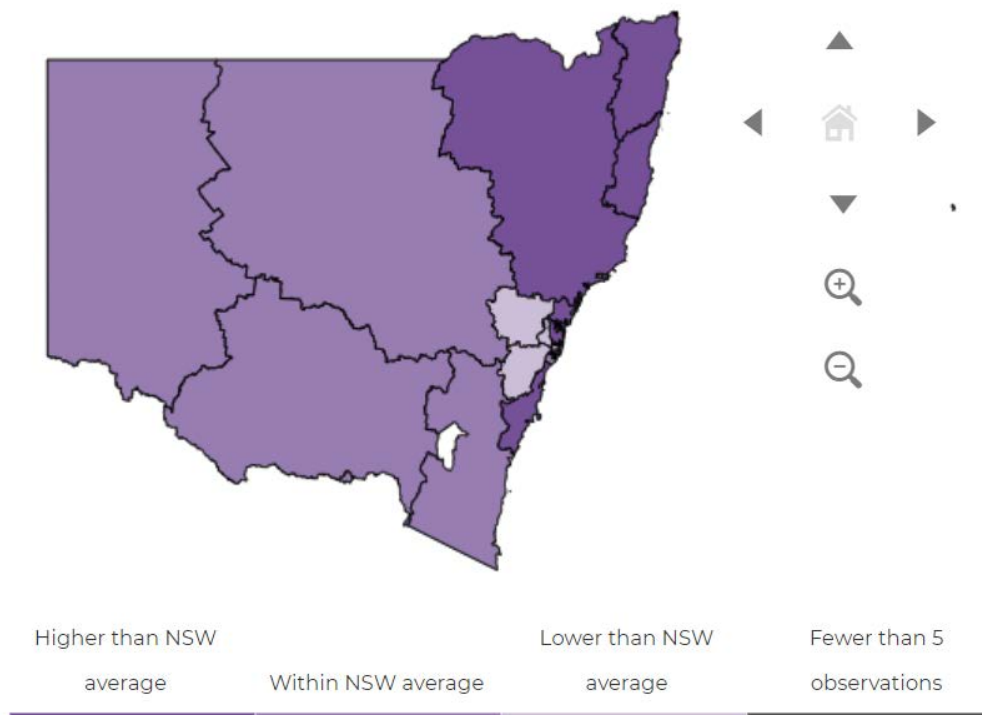 Higher than NSW
average
Within NSW average
Lower than NSW
average
Fewer than 5
observations